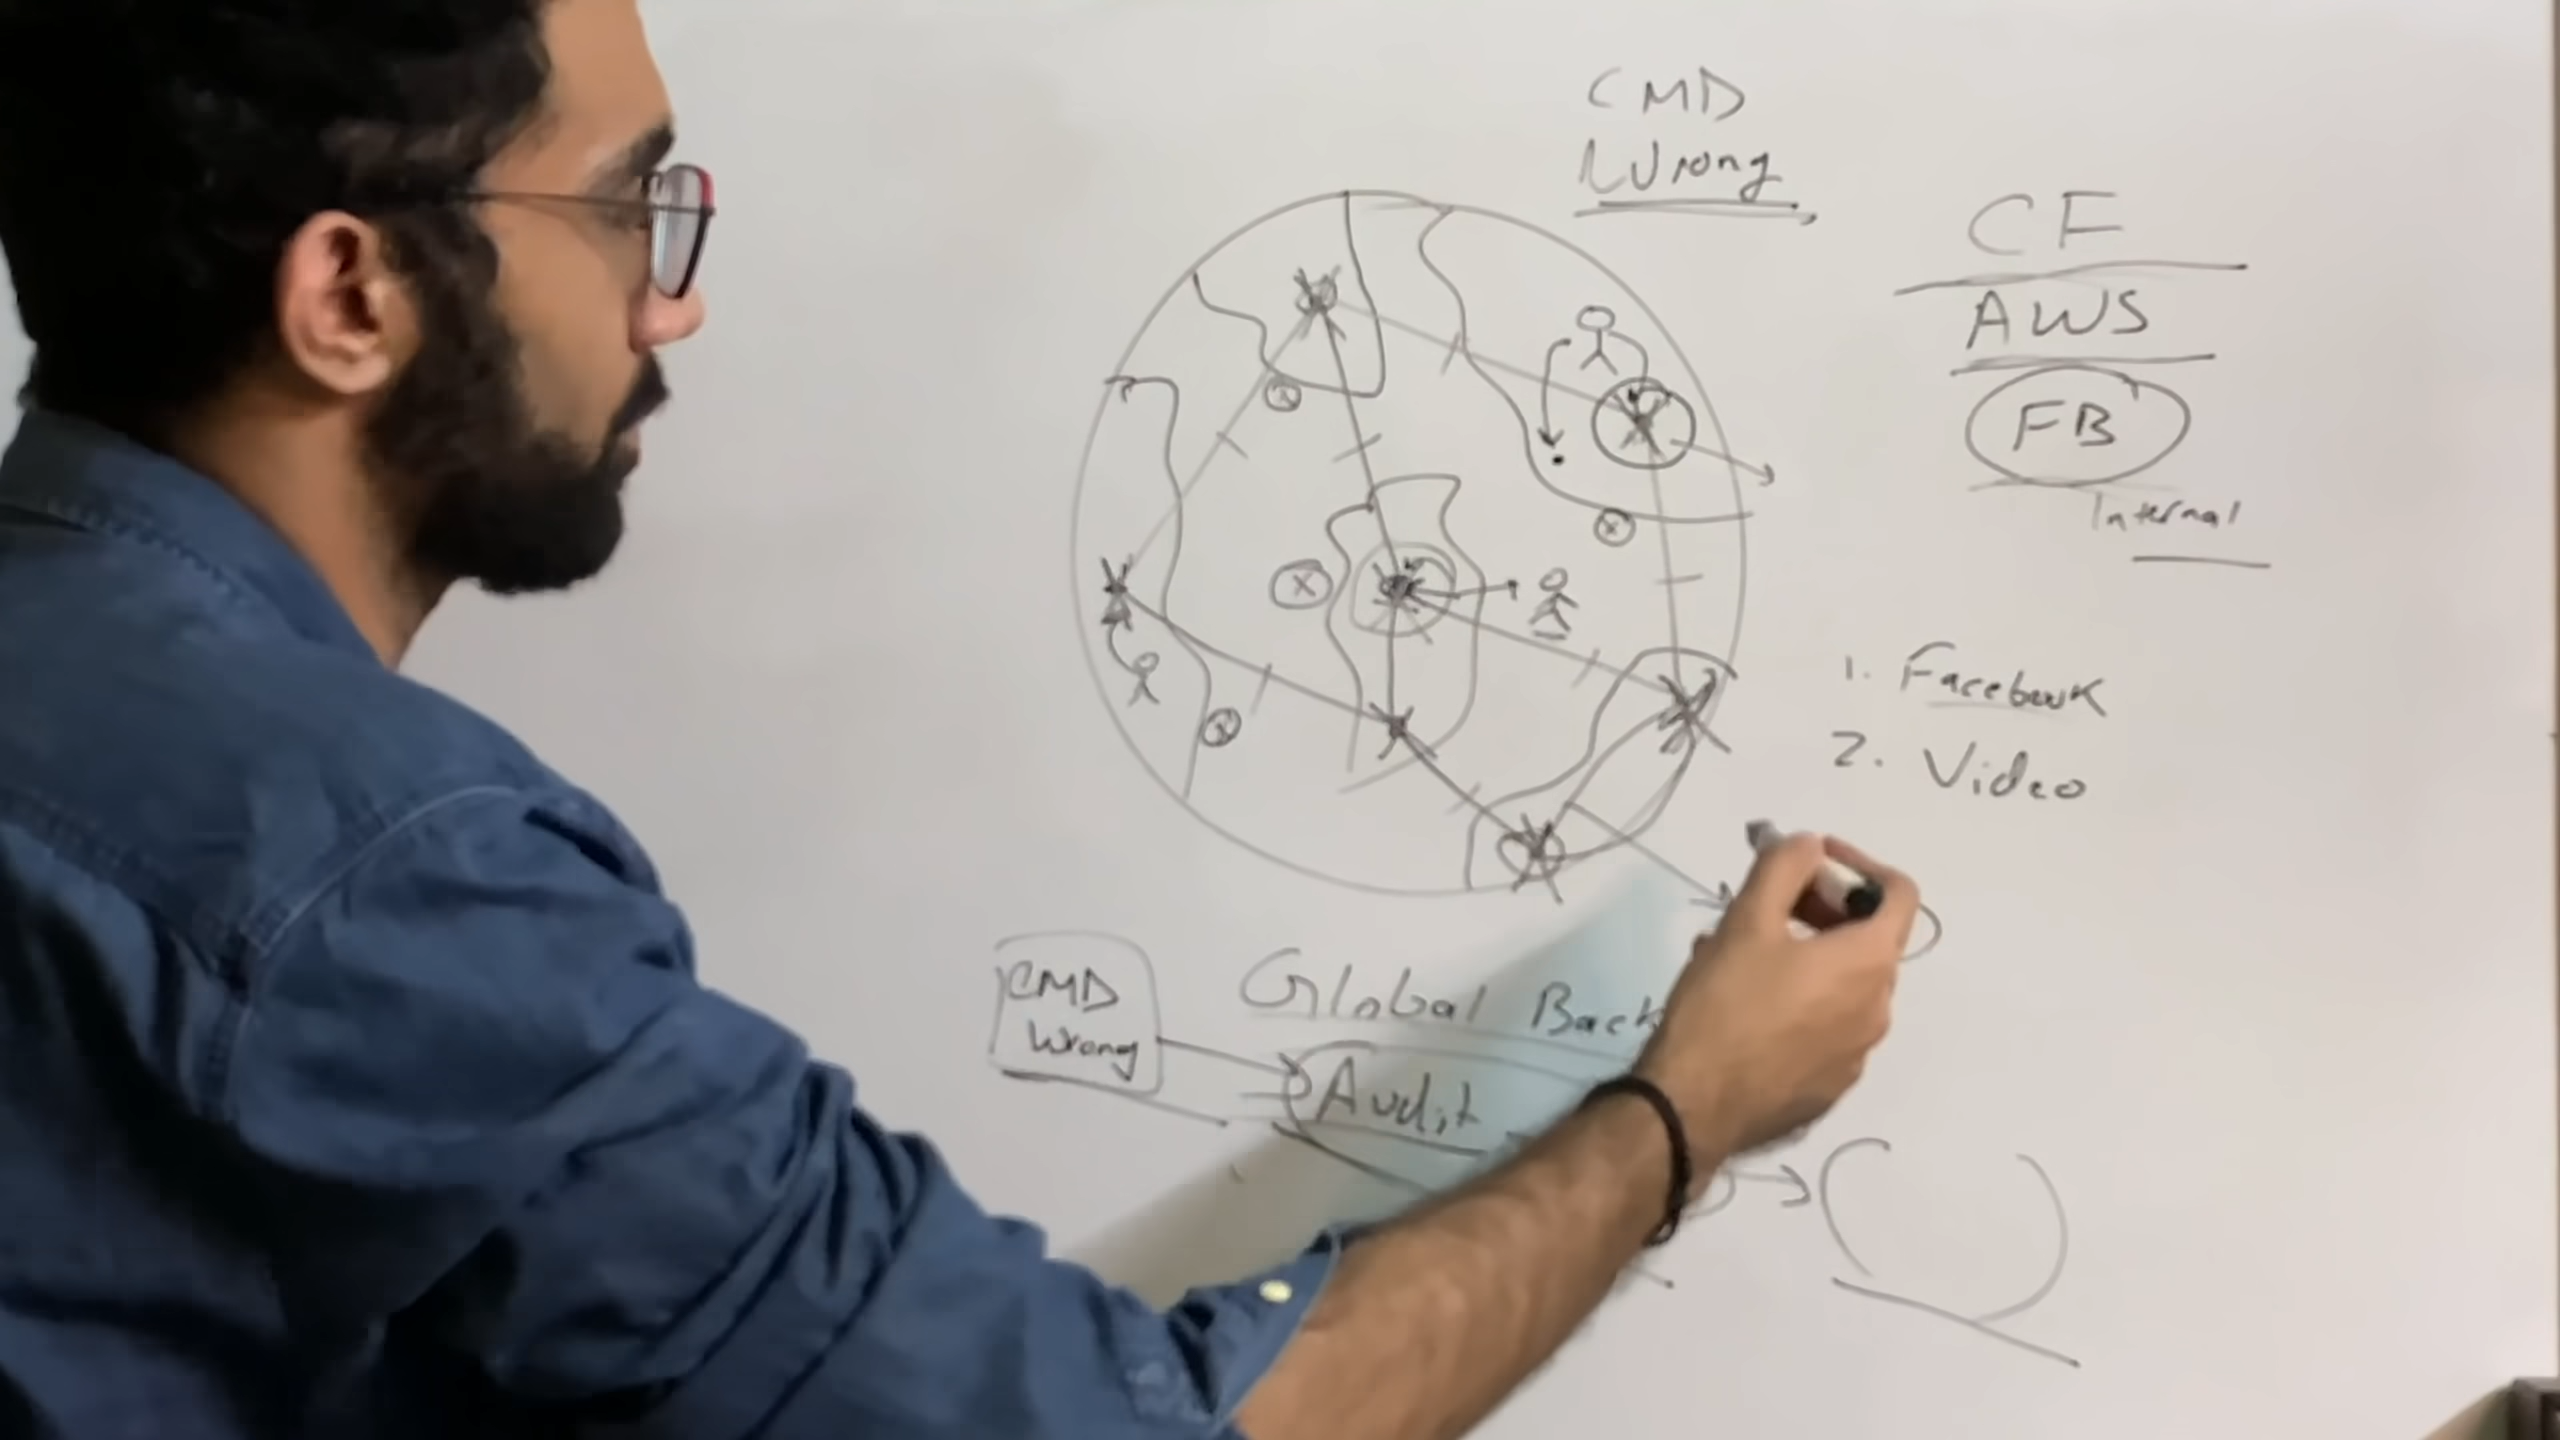 CMD
Wrong
CF
AWS
FB
Internal
1. Facebook
2. Video
Global Back
CMD
Wrong
Audit